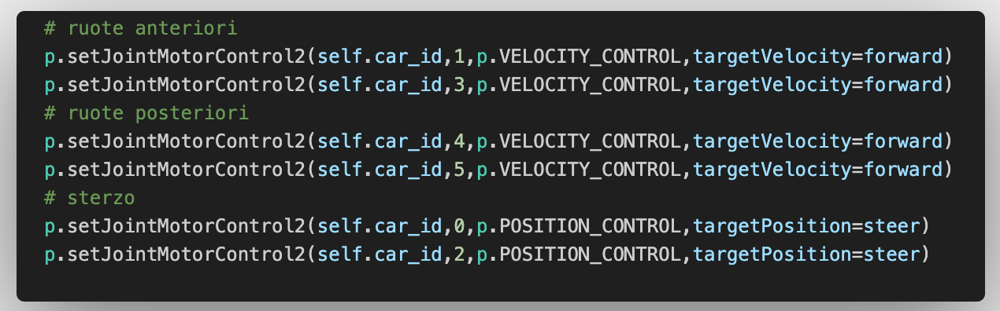 # ruote anteriori
p.setJointMotorControl2(self.car_id,1,p.VELOCITY_CONTROL,targetVelocity=forward)
p.setJointMotorControl2(self.car_id,3,p.VELOCITY_CONTROL,targetVelocity=forward)
# ruote posteriori
p.setJointMotorControl2(self.car_id,4,p.VELOCITY_CONTROL,targetVelocity=forward)
p.setJointMotorControl2(self.car_id,5,p.VELOCITY_CONTROL,targetVelocity=forward)
# sterzo
p.setJointMotorControl2(self.car_id,0,p.POSITION_CONTROL,targetPosition=steer)
p.setJointMotorControl2(self.car_id,2,p.POSITION_CONTROL,targetPosition=steer)